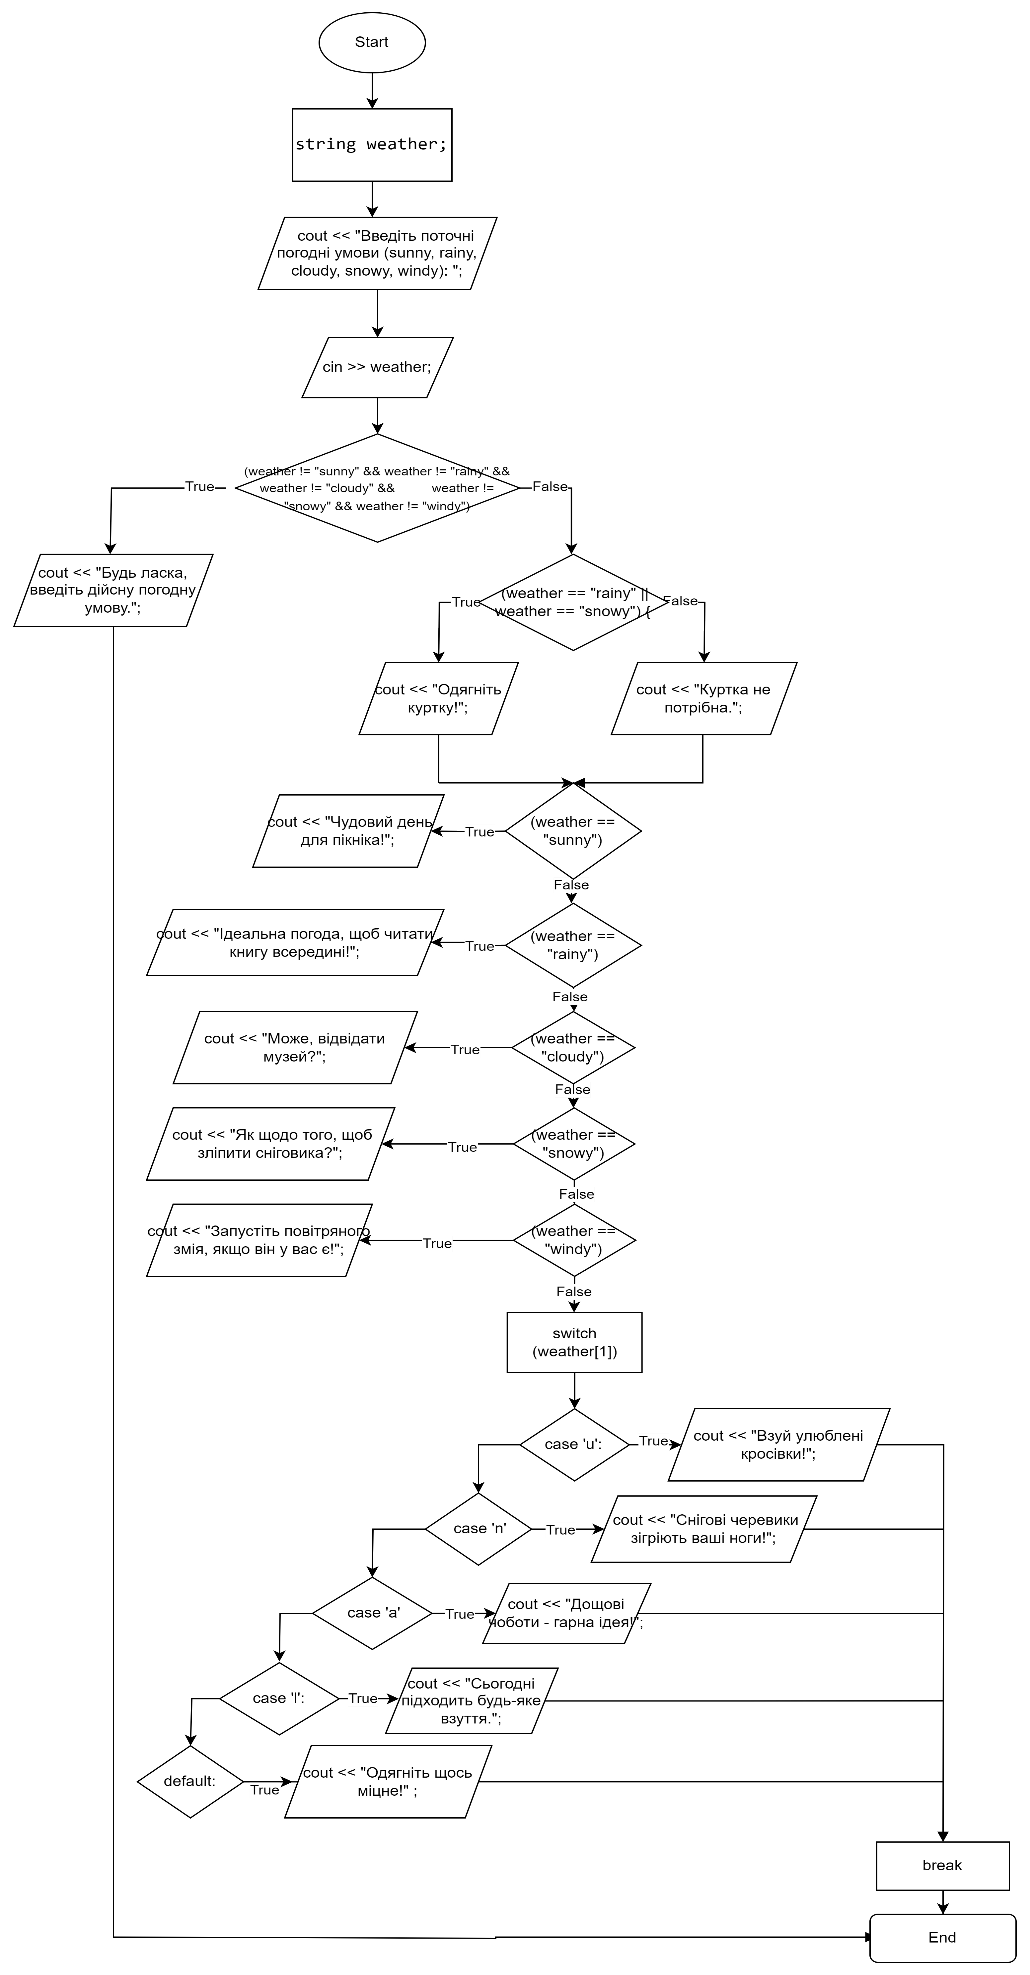 Start
string weather;
cout << "Введіть поточні
погодні умови (sunny, rainy,
cloudy, snowy, windy): ";
cin >> weather;
(weather != "sunny" && weather != "rainy" &&
weather != "cloudy" && weather !=
"snowy" && weather != "windy")
True
False
cout << "Будь ласка,
введіть дійсну погодну
умову.";
(weather == "rainy" ||
weather == "snowy") {
True
False
cout << "Одягніть
куртку!";
cout << "Куртка не
потрібна.";
(weather ==
"sunny")
True
cout << "Чудовий день
для пікніка!";
False
(weather ==
"rainy")
True
cout << "Ідеальна погода, щоб читати
книгу всередині!";
False
(weather ==
"cloudy")
True
cout << "Може, відвідати
музей?";
False
(weather ==
"snowy")
True
cout << "Як щодо того, щоб
зліпити сніговика?";
False
(weather ==
"windy")
True
cout << "Запустіть повітряного
змія, якщо він у вас є!";
False
switch
(weather[1])
case 'u':
True
cout << "Взуй улюблені
кросівки!";
case 'n'
True
cout << "Снігові черевики
зігріють ваші ноги!";
case 'a'
True
cout << "Дощові
чоботи - гарна ідея!";
case 'l':
True
cout << "Сьогодні
підходить будь-яке
взуття.";
default:
True
cout << "Одягніть щось
міцне!" ;
break
End